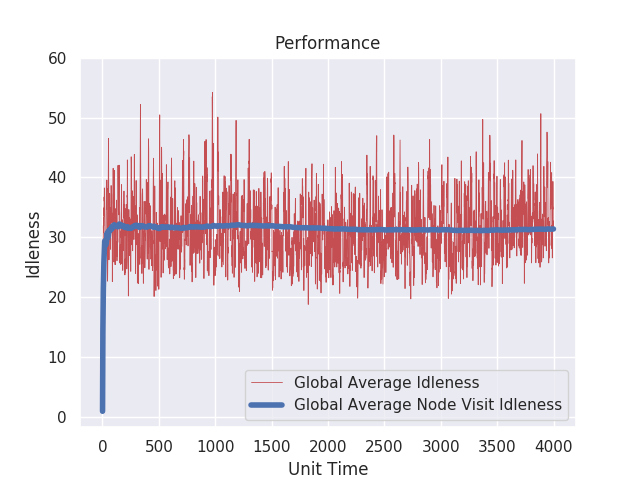 Performance
60
50
40
30
20
10
0
Idleness
Global Average Idleness
Global Average Node Visit Idleness
0 500 1000 1500 2000 2500 3000 3500 4000
Unit Time